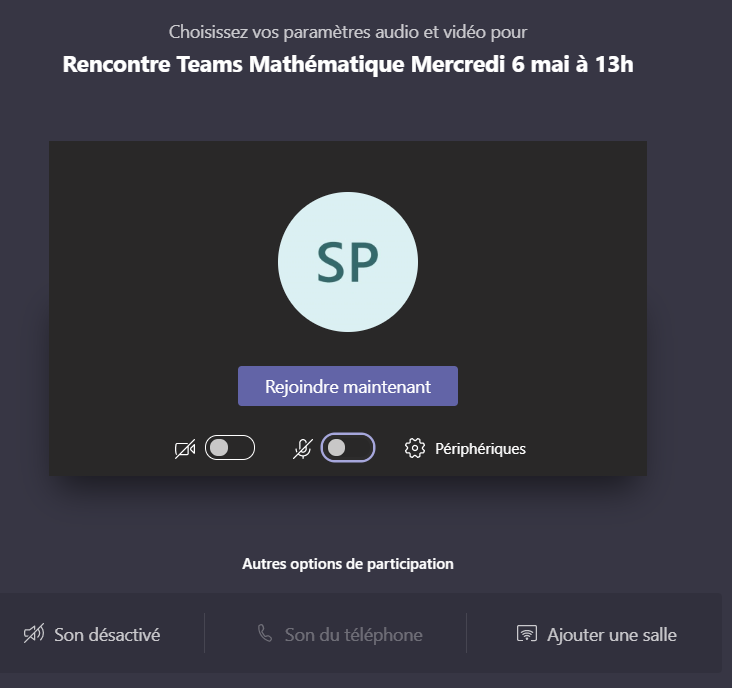 Choisissez vos paramètres audio et vidéo pour
Rencontre Teams Mathématique Mercredi 6 mai à 13h
SP
Rejoindre maintenant
Périphériques
Autres options de participation
Son désactivé
Son du téléphone
Ajouter une salle